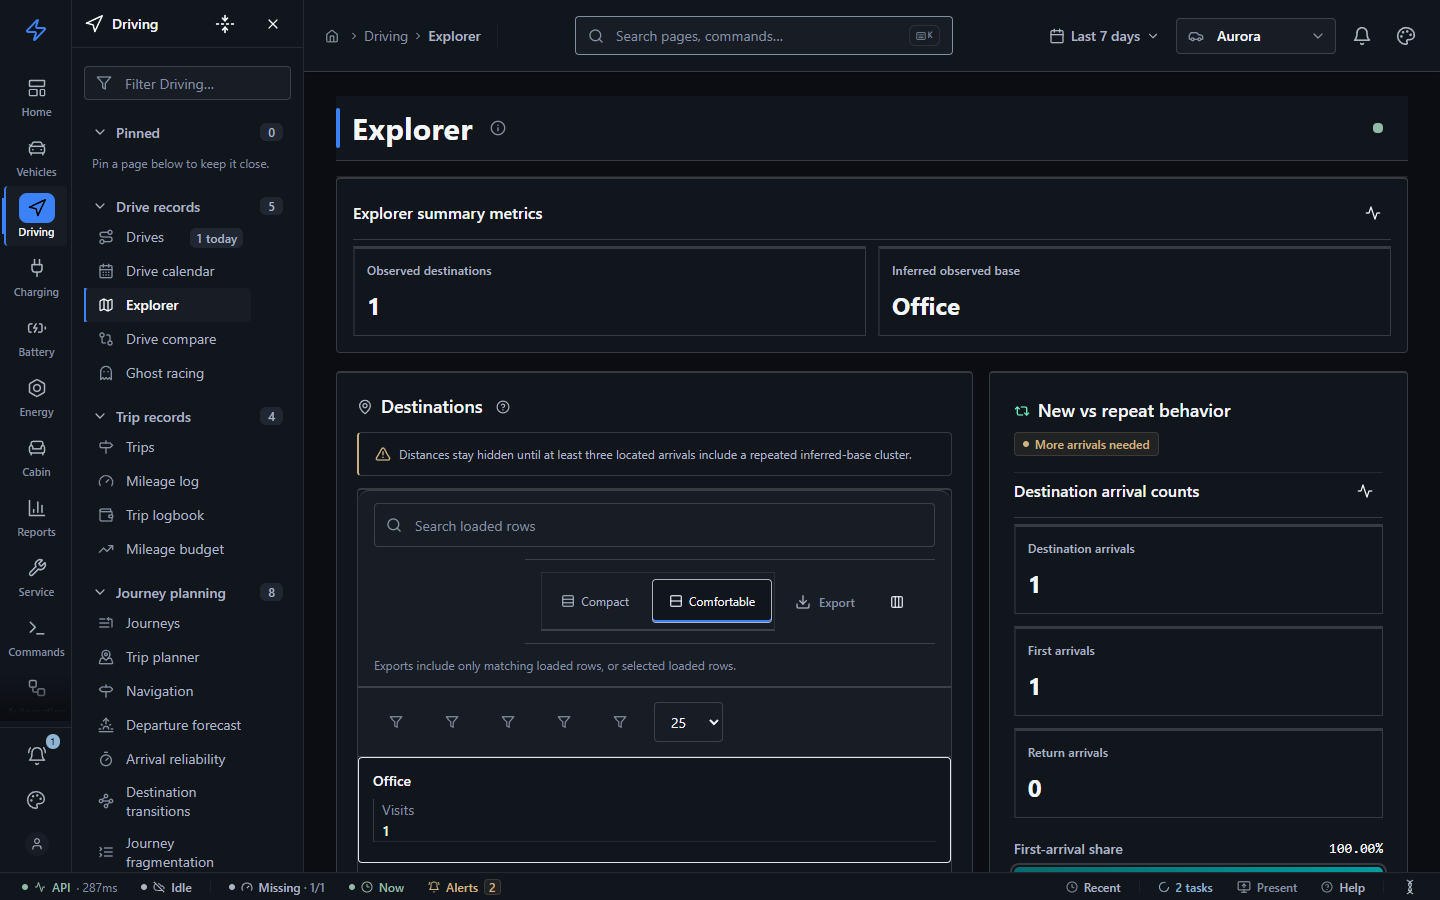 Driving
Driving
Explorer
Search pages, commands...
K
Last 7 days
Aurora
Home
Vehicles
Driving
Charging
Battery
Energy
Cabin
Reports
Service
Commands
1
Filter Driving...
Pinned
0
Pin a page below to keep it close.
Drive records
5
Drives
1 today
Drive calendar
Explorer
Drive compare
Ghost racing
Trip records
4
Trips
Mileage log
Trip logbook
Mileage budget
Journey planning
8
Journeys
Trip planner
Navigation
Departure forecast
Arrival reliability
Destination
transitions
Journey
fragmentation
Explorer
Explorer summary metrics
Observed destinations
1
Inferred observed base
Office
Destinations
Distances stay hidden until at least three located arrivals include a repeated inferred-base cluster.
Search loaded rows
Compact
Comfortable
Export
Exports include only matching loaded rows, or selected loaded rows.
25
Office
Visits
1
New vs repeat behavior
More arrivals needed
Destination arrival counts
Destination arrivals
1
First arrivals
1
Return arrivals
0
First-arrival share
100.00%
API · 287ms
Idle
Missing · 1/1
Now
Alerts
2
Recent
2 tasks
Present
Help